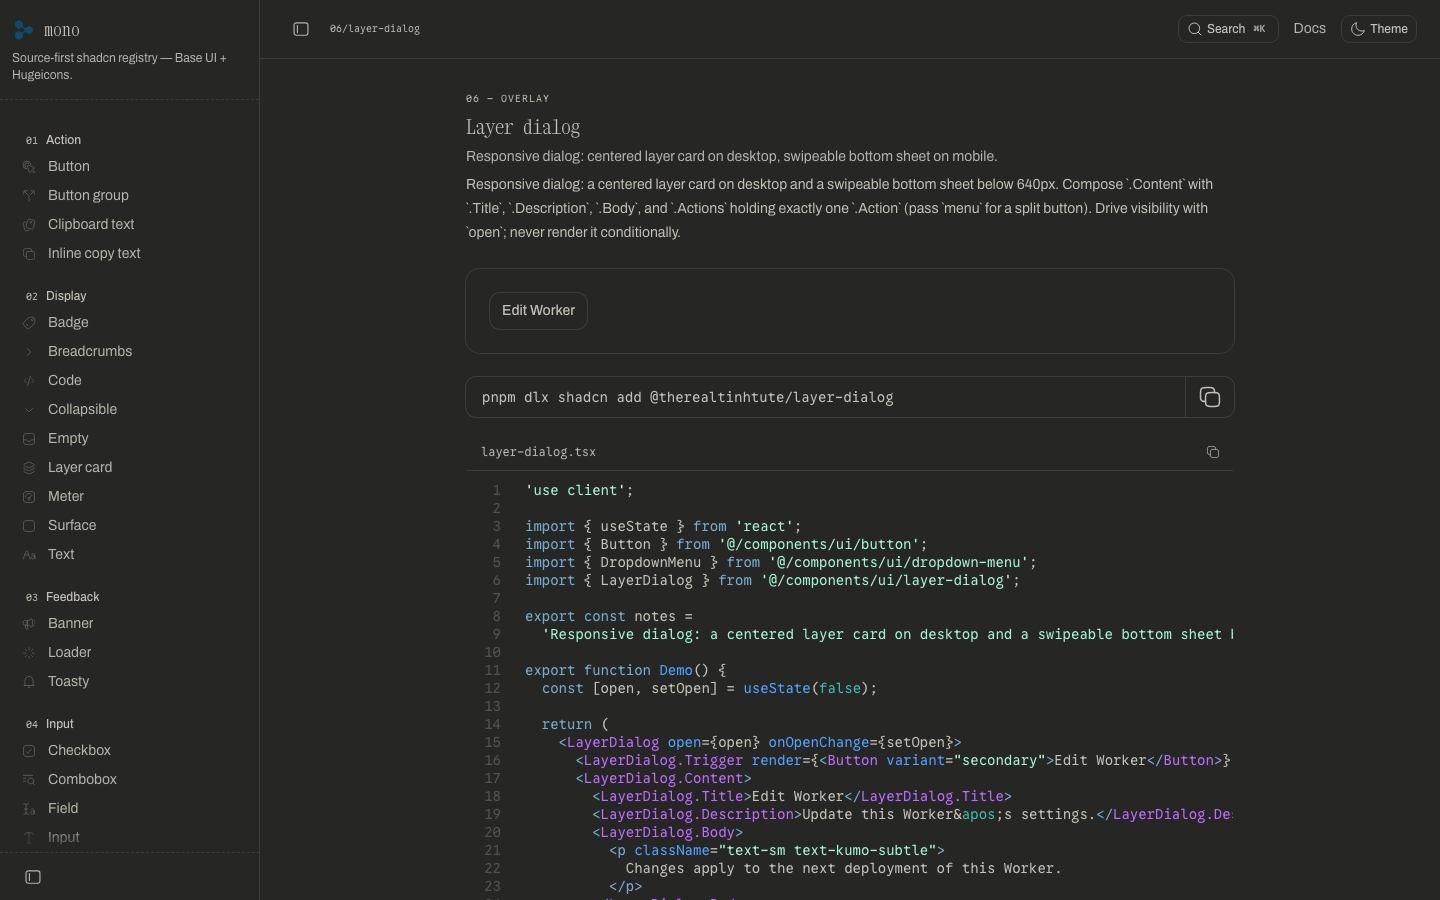 mono
Source-first shadcn registry — Base UI +
Hugeicons.
01 Action
Button
Button group
Clipboard text
Inline copy text
02 Display
Badge
Breadcrumbs
Code
Collapsible
Empty
Layer card
Meter
Surface
Text
03 Feedback
Banner
Loader
Toasty
04 Input
Checkbox
Combobox
Field
Input
06/layer-dialog
Search ⌘K
Docs
Theme
06 — OVERLAY
Layer dialog
Responsive dialog: centered layer card on desktop, swipeable bottom sheet on mobile.
Responsive dialog: a centered layer card on desktop and a swipeable bottom sheet below 640px. Compose `.Content` with
`.Title`, `.Description`, `.Body`, and `.Actions` holding exactly one `.Action` (pass `menu` for a split button). Drive visibility with
`open`; never render it conditionally.
Edit Worker
pnpm dlx shadcn add @therealtinhtute/layer-dialog
layer-dialog.tsx
1 'use client';
2
3 import { useState } from 'react';
4 import { Button } from '@/components/ui/button';
5 import { DropdownMenu } from '@/components/ui/dropdown-menu';
6 import { LayerDialog } from '@/components/ui/layer-dialog';
7
8 export const notes =
9 'Responsive dialog: a centered layer card on desktop and a swipeable bottom sheet
10
11 export function Demo() {
12 const [open, setOpen] = useState(false);
13
14 return (
15 <LayerDialog open={open} onOpenChange={setOpen}>
16 <LayerDialog.Trigger render={<Button variant="secondary">Edit Worker</Button>}
17 <LayerDialog.Content>
18 <LayerDialog.Title>Edit Worker</LayerDialog.Title>
19 <LayerDialog.Description>Update this Worker&apos;s settings.</LayerDialog.De
20 <LayerDialog.Body>
21 <p className="text-sm text-kumo-subtle">
22 Changes apply to the next deployment of this Worker.
23 </p>